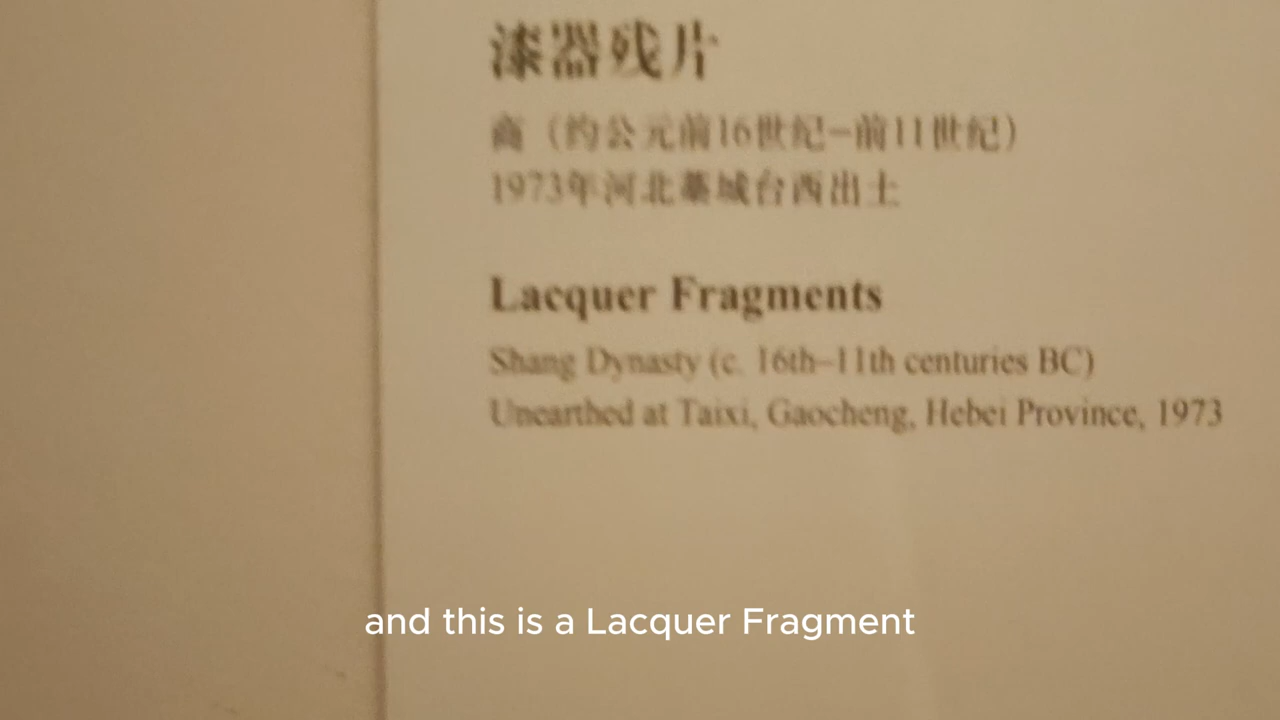 漆器残片
商（约公元前16世纪–前11世纪）
1973年河北藁城台西出土
Lacquer Fragments
Shang Dynasty (c. 16th–11th centuries BC)
Unearthed at Taixi, Gaocheng, Hebei Province, 1973
and this is a Lacquer Fragment